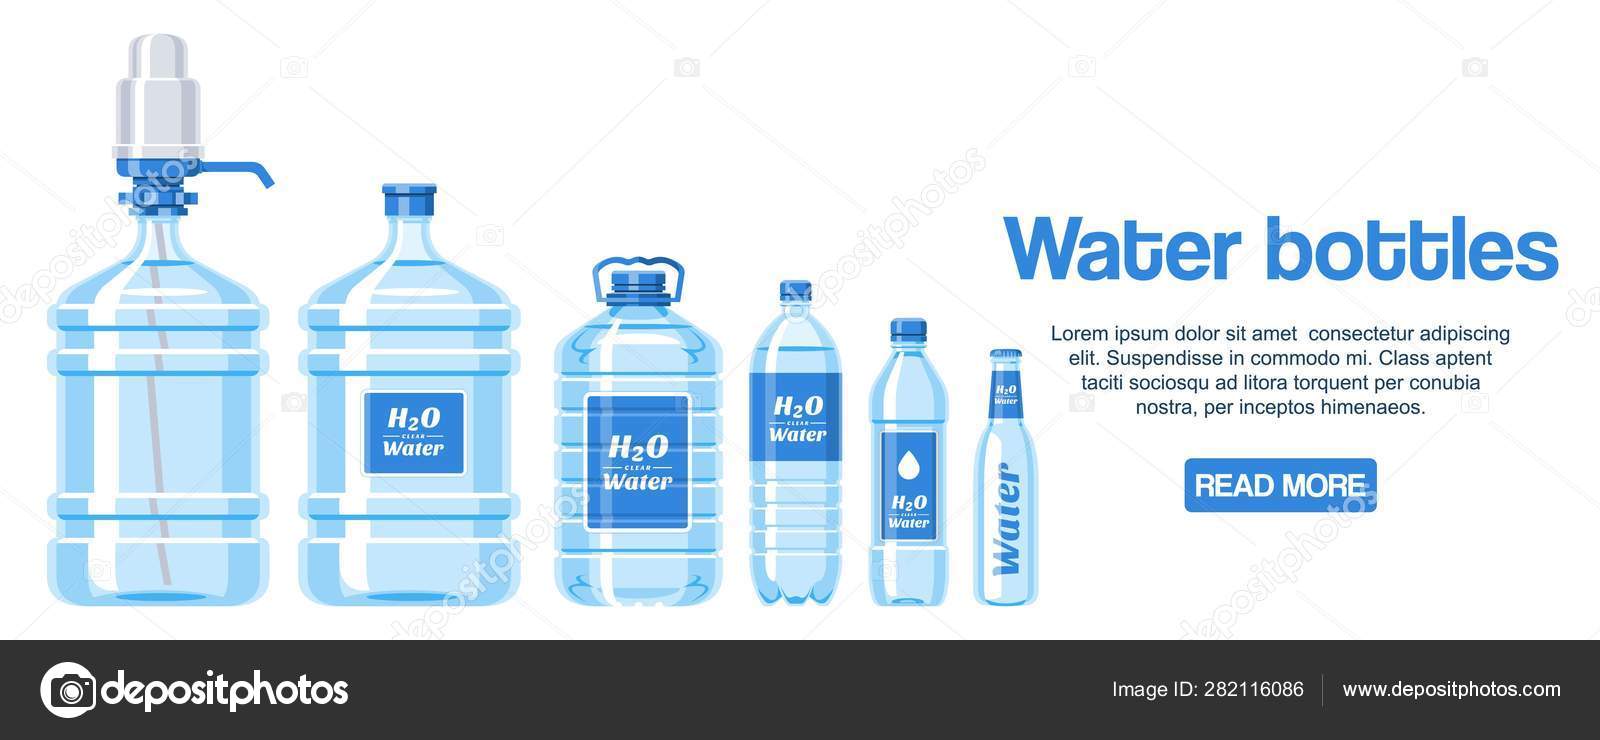 H₂O
CLEAR
Water
H₂O
CLEAR
Water
H₂O
CLEAR
Water
H₂O
CLEAR
Water
H₂O
Water
Water
Water bottles
Lorem ipsum dolor sit amet  consectetur adipiscing
elit. Suspendisse in commodo mi. Class aptent
taciti sociosqu ad litora torquent per conubia
nostra, per inceptos himenaeos.
READ MORE
depositphotos
Image ID: 282116086
www.depositphotos.com